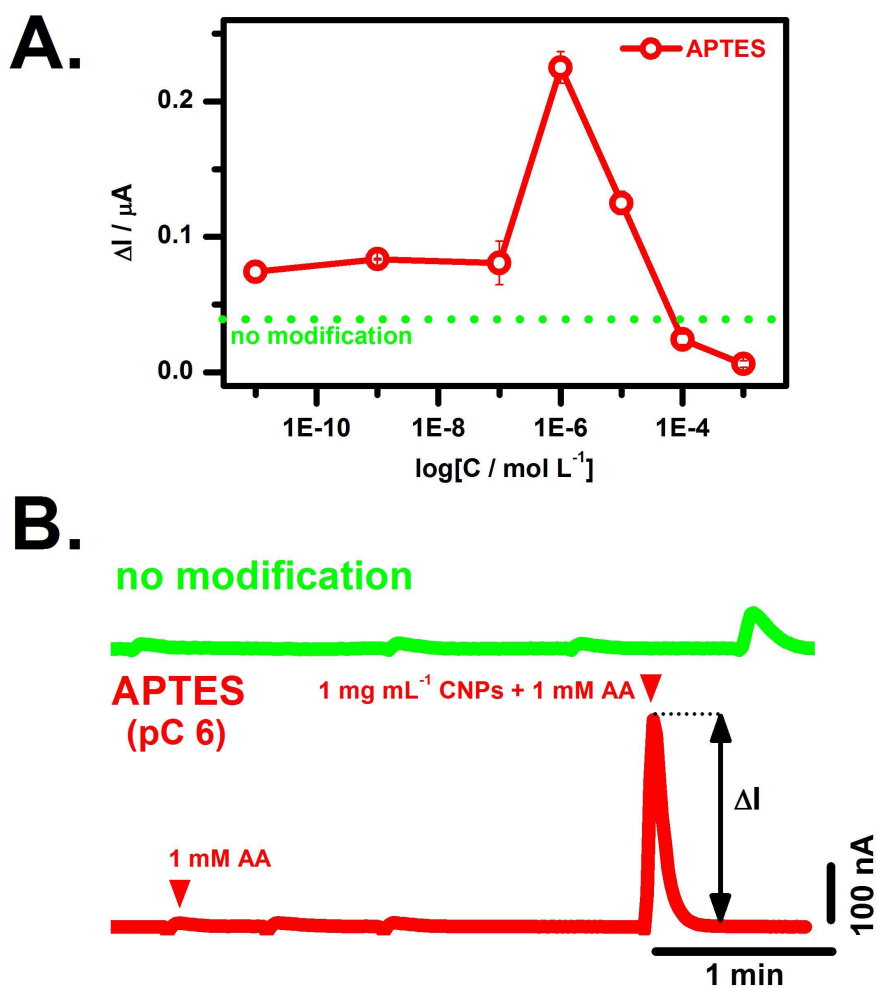 A.
APTES
0.2
0.1
0.0
ΔI / µA
no modification
1E-10 1E-8 1E-6 1E-4
log[C / mol L⁻¹]
B.
no modification
1 mg mL⁻¹ CNPs + 1 mM AA
APTES
(pC 6)
ΔI
1 mM AA
100 nA
1 min